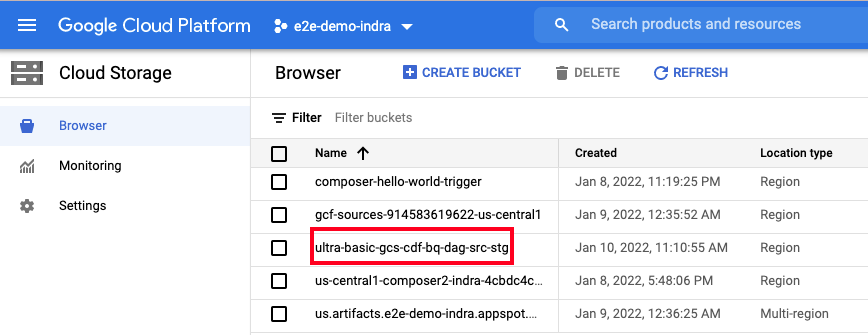 Google Cloud Platform e2e-demo-indra Search products and resources
Cloud Storage Browser CREATE BUCKET DELETE REFRESH
Browser
Monitoring
Settings
Filter Filter buckets
Name Created Location type
composer-hello-world-trigger Jan 8, 2022, 11:19:25 PM Region
gcf-sources-914583619622-us-central1 Jan 9, 2022, 12:35:52 AM Region
ultra-basic-gcs-cdf-bq-dag-src-stg Jan 10, 2022, 11:10:55 AM Region
us-central1-composer2-indra-4cbdc4c... Jan 8, 2022, 5:48:06 PM Region
us.artifacts.e2e-demo-indra.appspot.... Jan 9, 2022, 12:36:25 AM Multi-region